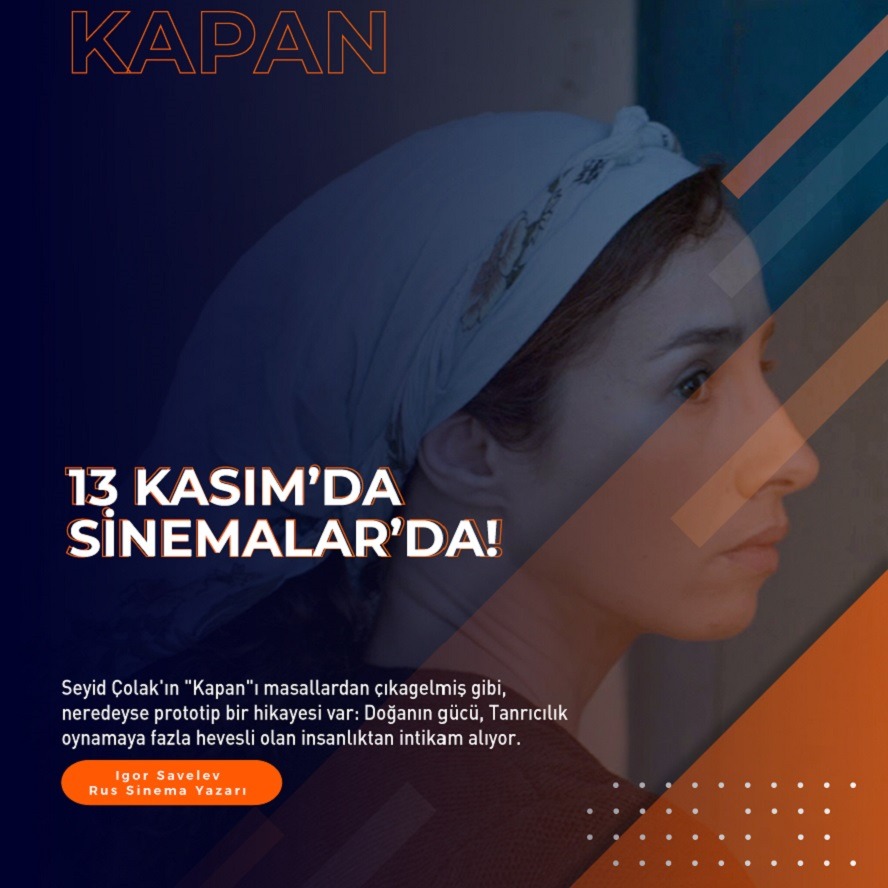 KAPAN
13 KASIM'DA
SİNEMALAR'DA!
Seyid Çolak'ın "Kapan"ı masallardan çıkagelmiş gibi,
neredeyse prototip bir hikayesi var: Doğanın gücü, Tanrıcılık
oynamaya fazla hevesli olan insanlıktan intikam alıyor.
Igor Savelev
Rus Sinema Yazarı